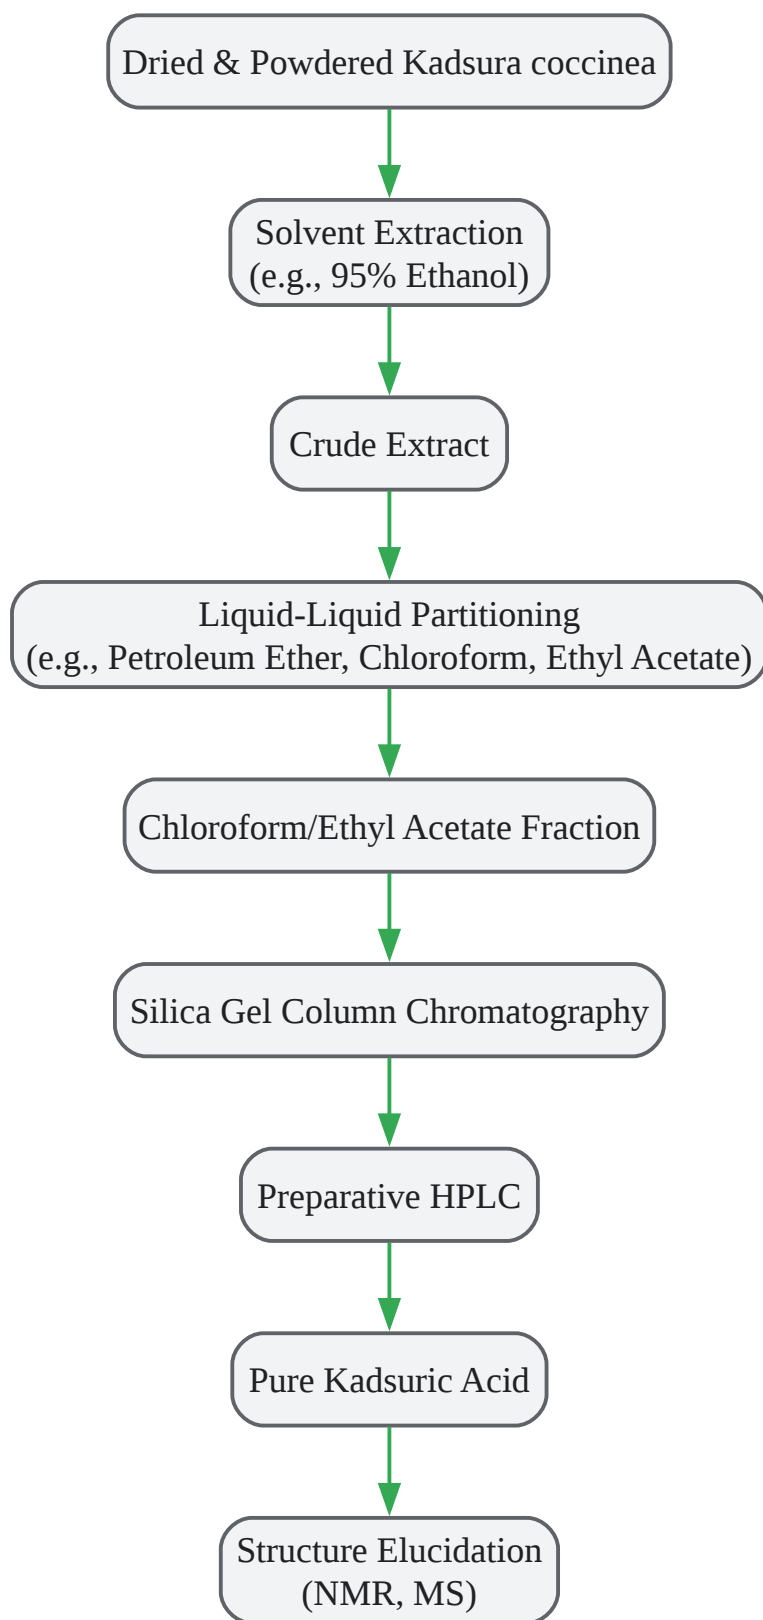 Dried & Powdered Kadsura coccinea
Solvent Extraction
(e.g., 95% Ethanol)
Crude Extract
Liquid-Liquid Partitioning
(e.g., Petroleum Ether, Chloroform, Ethyl Acetate)
Chloroform/Ethyl Acetate Fraction
Silica Gel Column Chromatography
Preparative HPLC
Pure Kadsuric Acid
Structure Elucidation
(NMR, MS)